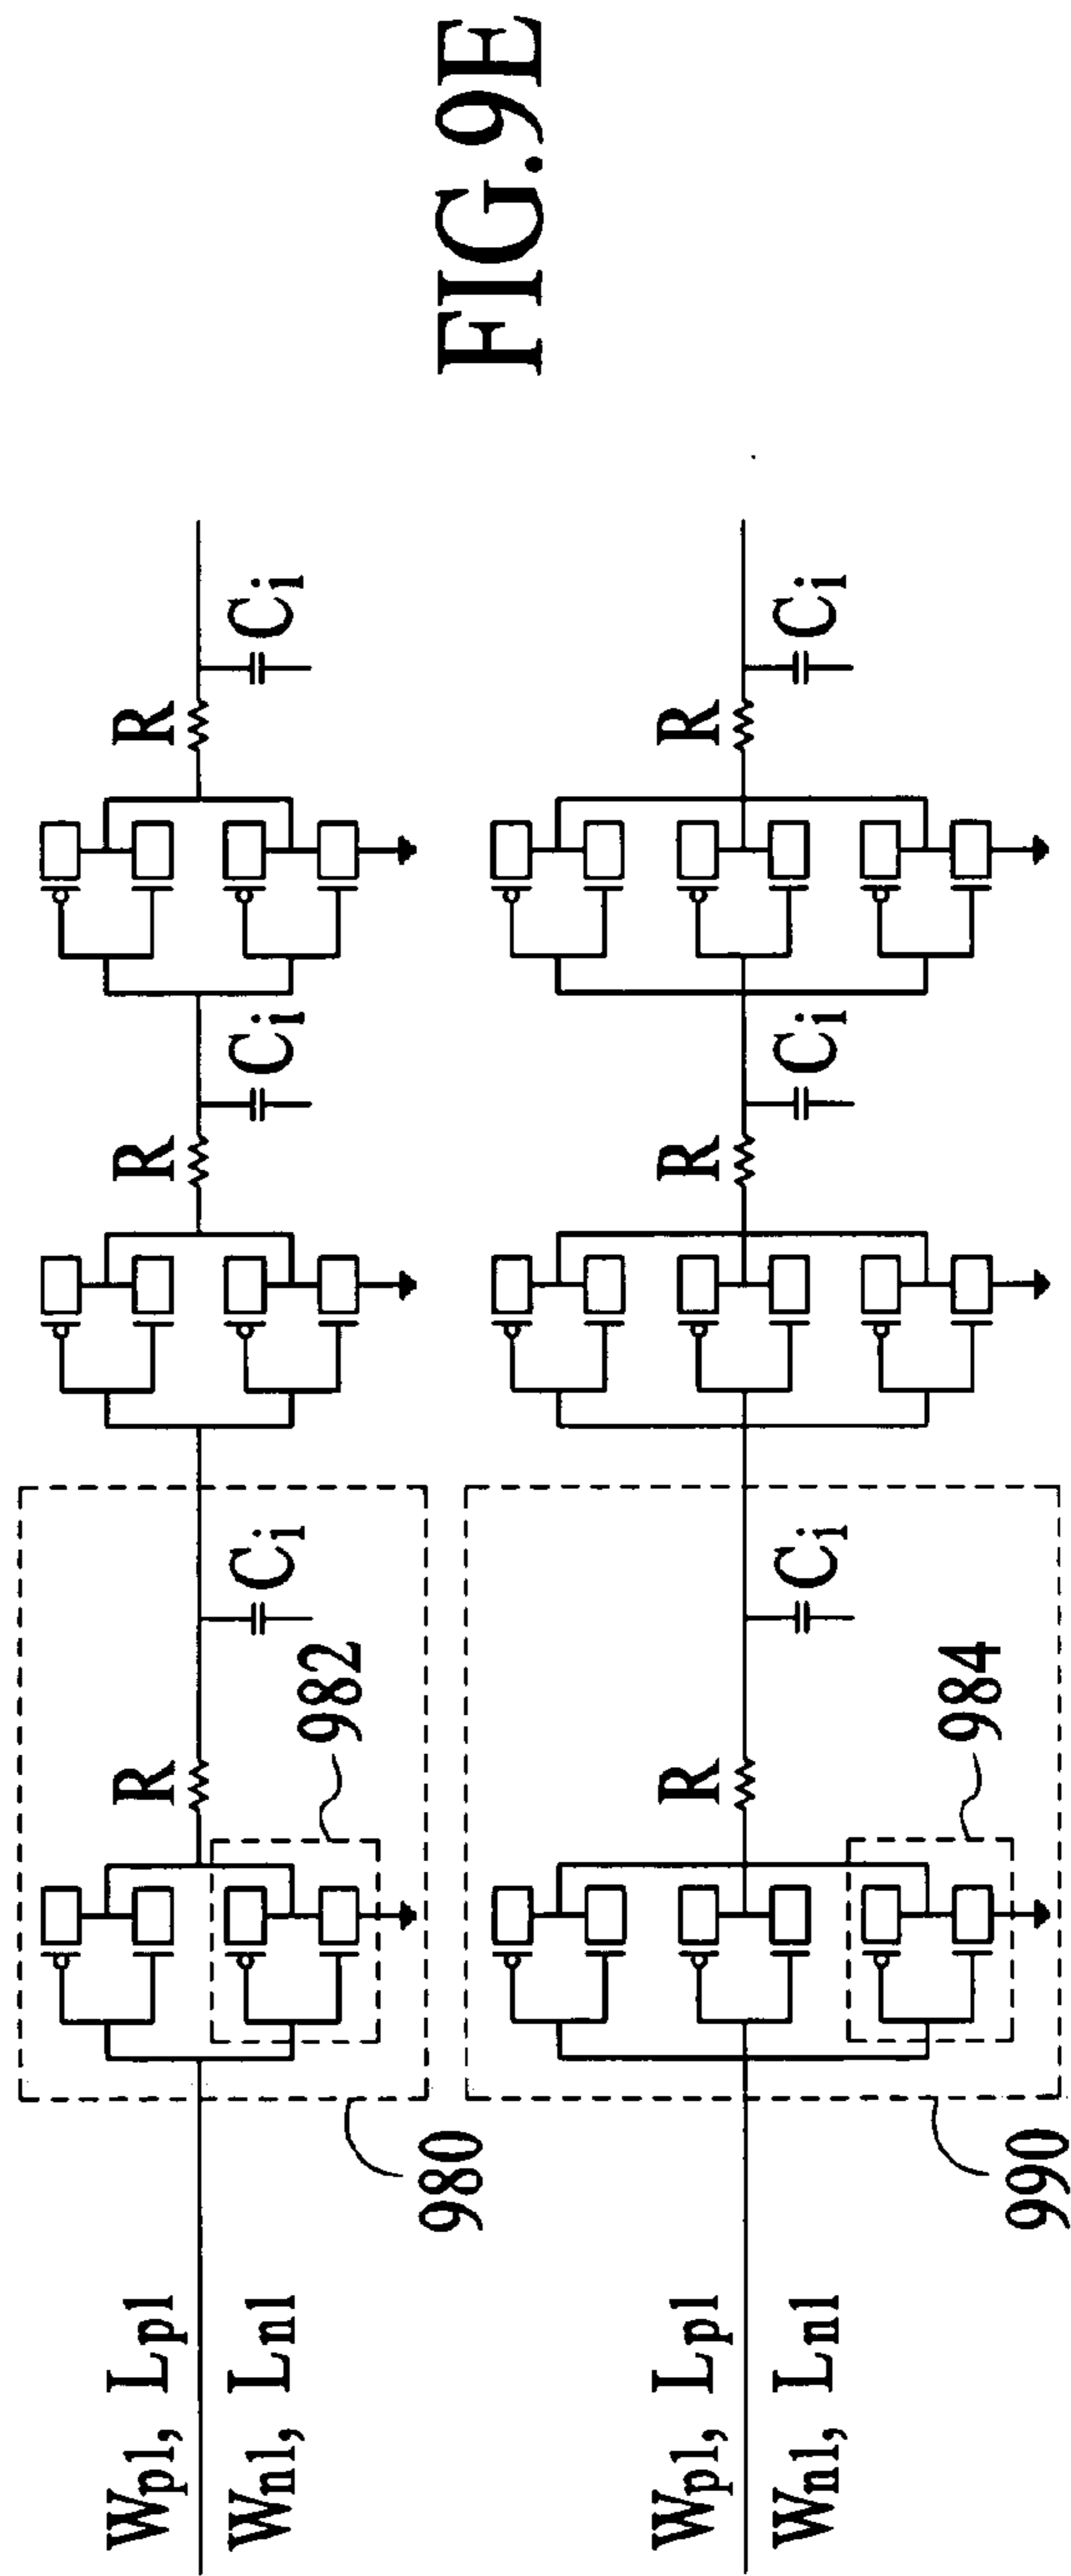 FIG.9E
R
Ci
R
Ci
R
Ci
982
980
Wp1, Lp1
Wn1, Ln1
R
Ci
R
Ci
R
Ci
984
990
Wp1, Lp1
Wn1, Ln1